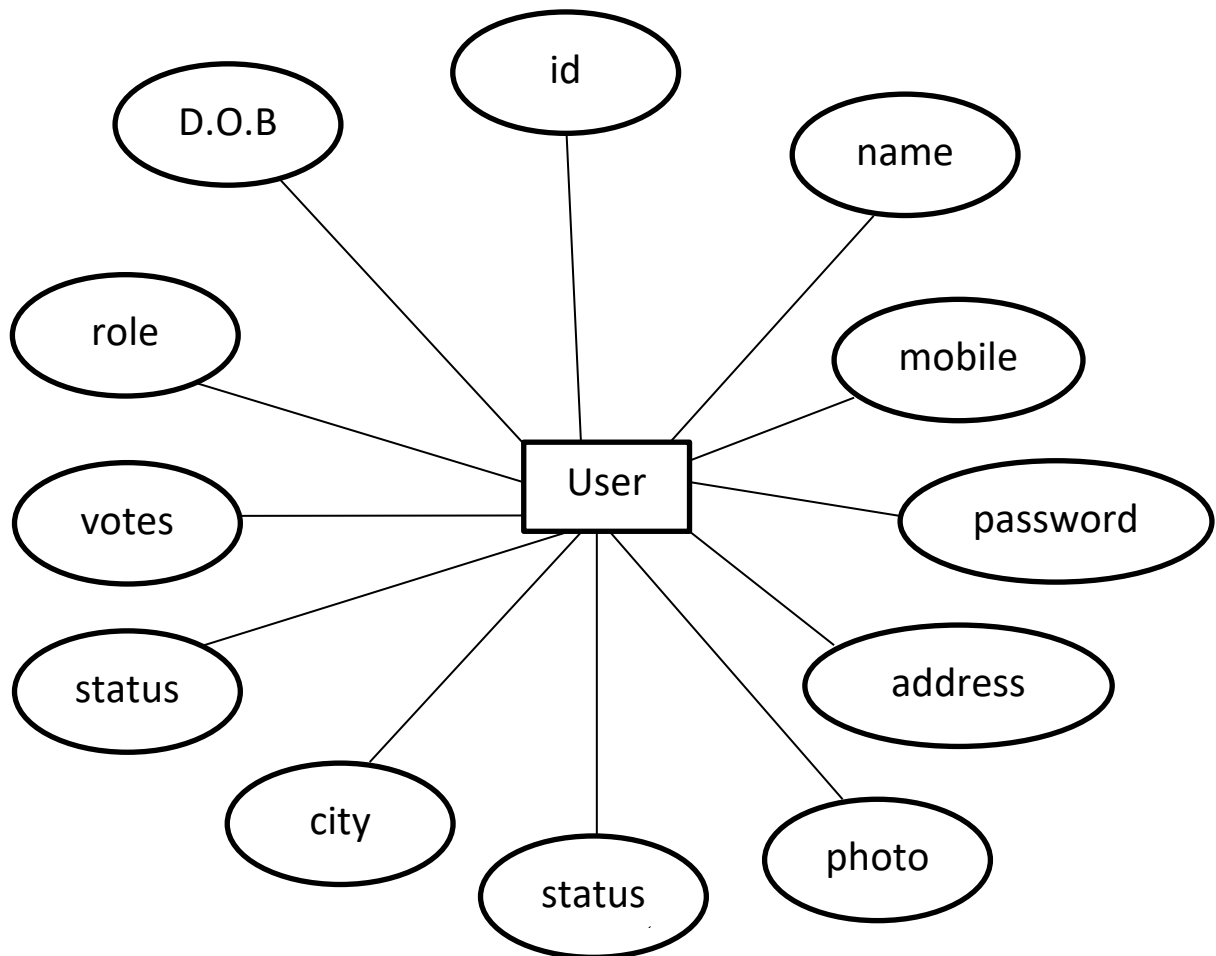 id
D.O.B
name
role
mobile
User
votes
password
status
address
city
photo
status